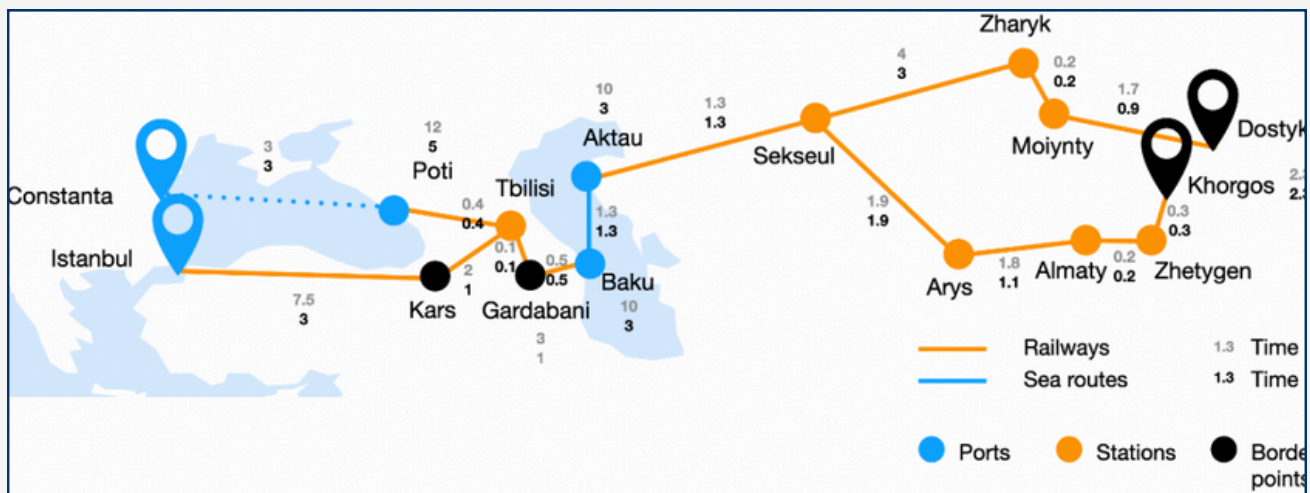 Zharyk
4
3
0.2
0.2
1.7
0.9
10
3
Aktau
1.3
1.3
Sekseul
Moiynty
Dostyk
12
5
Poti
3
3
Constanta
Tbilisi
Khorgos
0.4
0.4
1.3
1.3
1.9
1.9
0.3
0.3
Istanbul
0.1
0.1
0.5
0.5
2
1
Baku
Kars
Gardabani
10
3
3
1
7.5
3
Arys
1.8
1.1
Almaty
0.2
0.2
Zhetygen
Railways
1.3 Time
Sea routes
1.3 Time
Ports
Stations
Borde
points